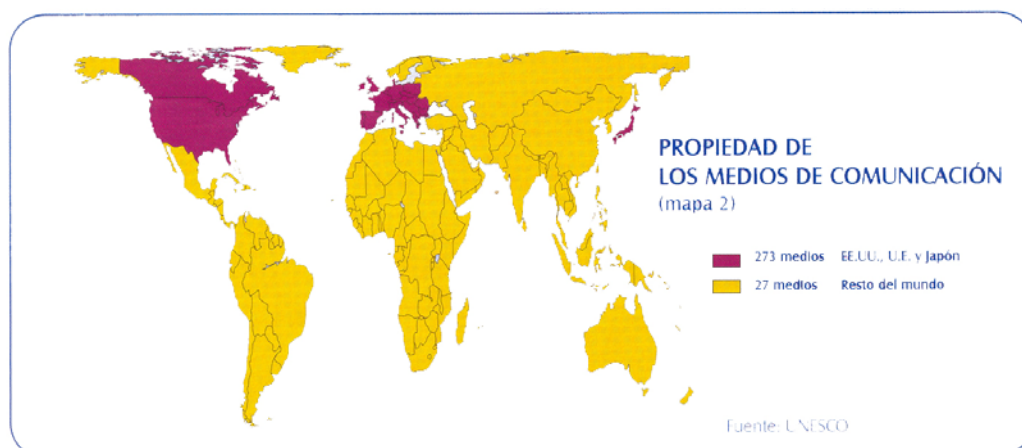 PROPIEDAD DE
LOS MEDIOS DE COMUNICACIÓN
(mapa 2)
273 medios EE.UU., U.E. y Japón
27 medios Resto del mundo
Fuente: UNESCO